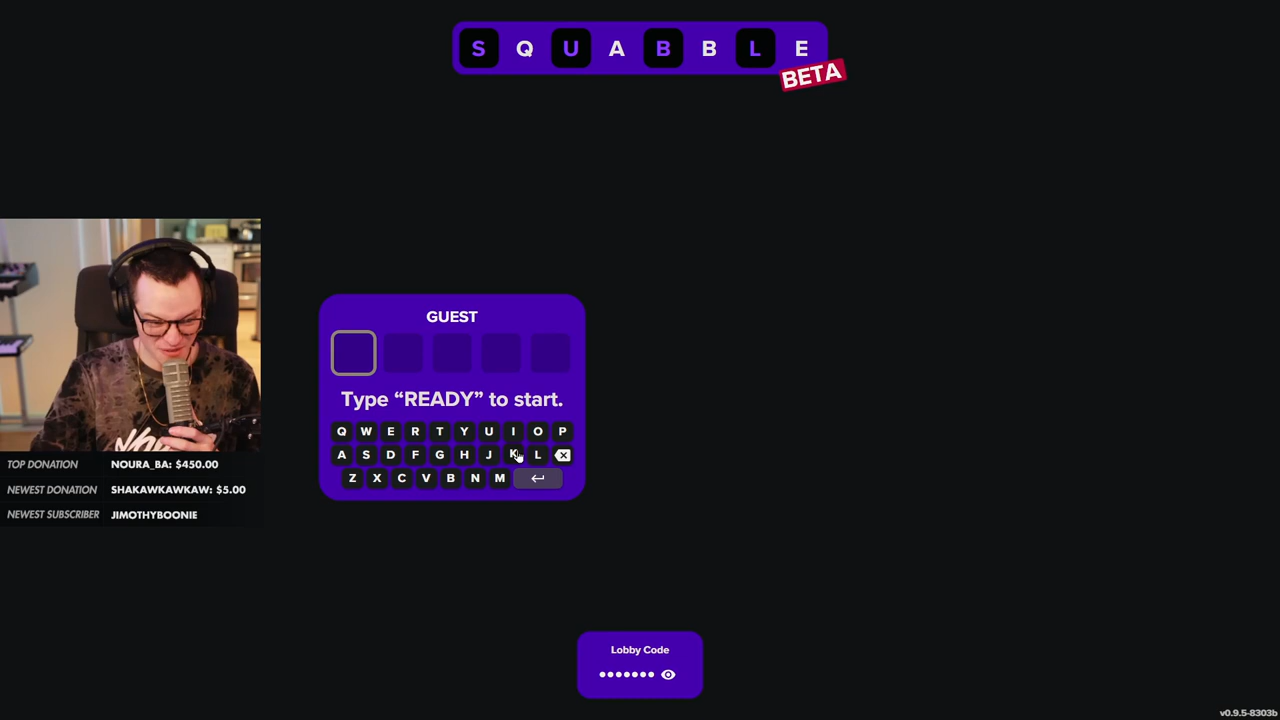 SQUABBLE
BETA
GUEST
Type “READY” to start.
Q W E R T Y U I O P
A S D F G H J K L
Z X C V B N M
TOP DONATION NOURA_BA: $450.00
NEWEST DONATION SHAKAWKAWKAW: $5.00
NEWEST SUBSCRIBER JIMOTHYBOONIE
Lobby Code
•••••••
v0.9.5-8303b